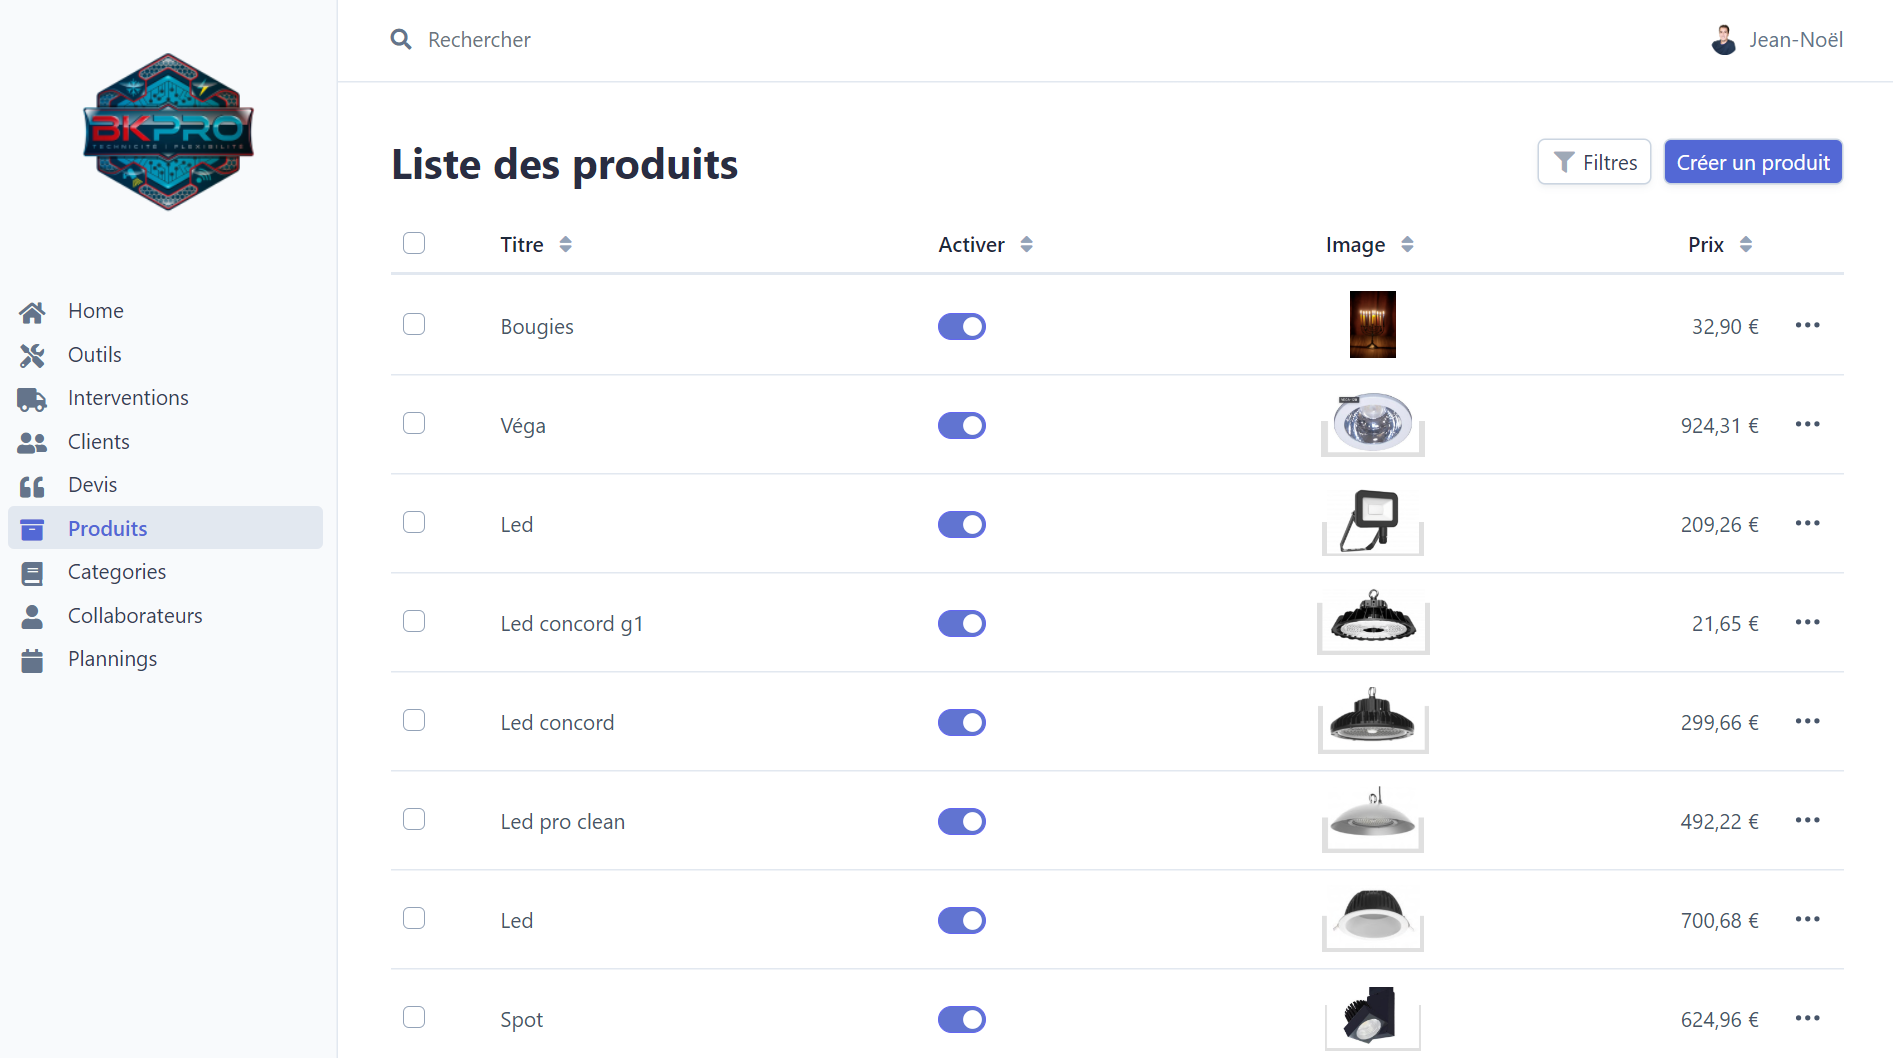 BKPRO
TECHNICITÉ | FLEXIBILITÉ
Home
Outils
Interventions
Clients
Devis
Produits
Categories
Collaborateurs
Plannings
Rechercher
Jean-Noël
Liste des produits
Filtres
Créer un produit
Titre Activer Image Prix
Bougies 32,90 €
Véga 924,31 €
Led 209,26 €
Led concord g1 21,65 €
Led concord 299,66 €
Led pro clean 492,22 €
Led 700,68 €
Spot 624,96 €